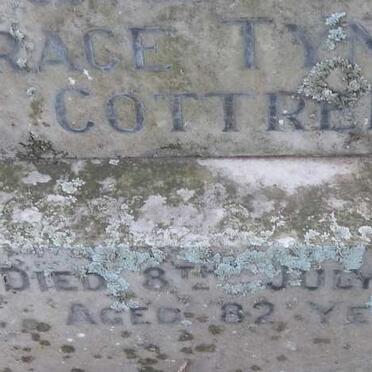 RACE TYN
COTTRE
DIED 8TH JULY
AGED 82 YE